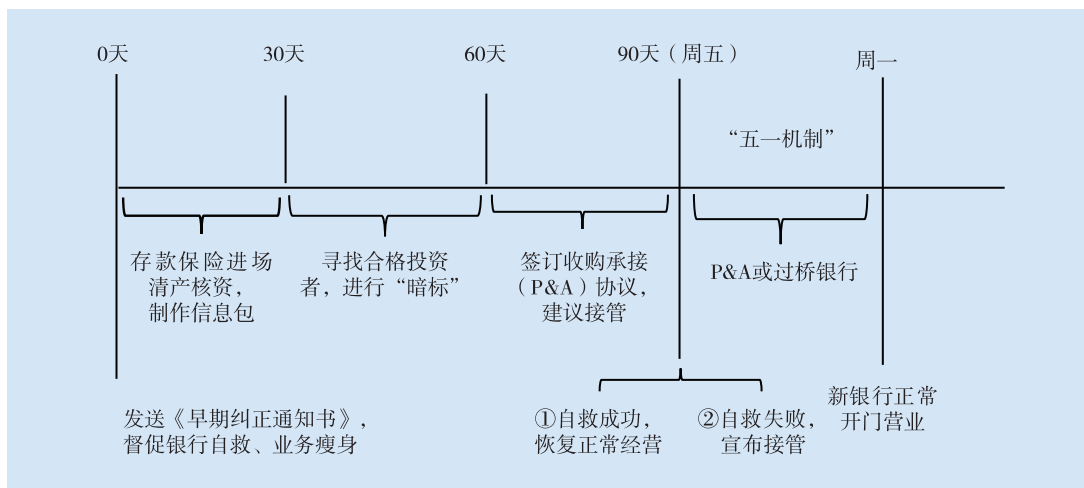 0天
30天
60天
90天（周五）
周一
“五一机制”
存款保险进场
清产核资，
制作信息包
寻找合格投资
者，进行“暗标”
签订收购承接
（P&A）协议，
建议接管
P&A或过桥银行
发送《早期纠正通知书》，
督促银行自救、业务瘦身
①自救成功，
恢复正常经营
②自救失败，
宣布接管
新银行正常
开门营业